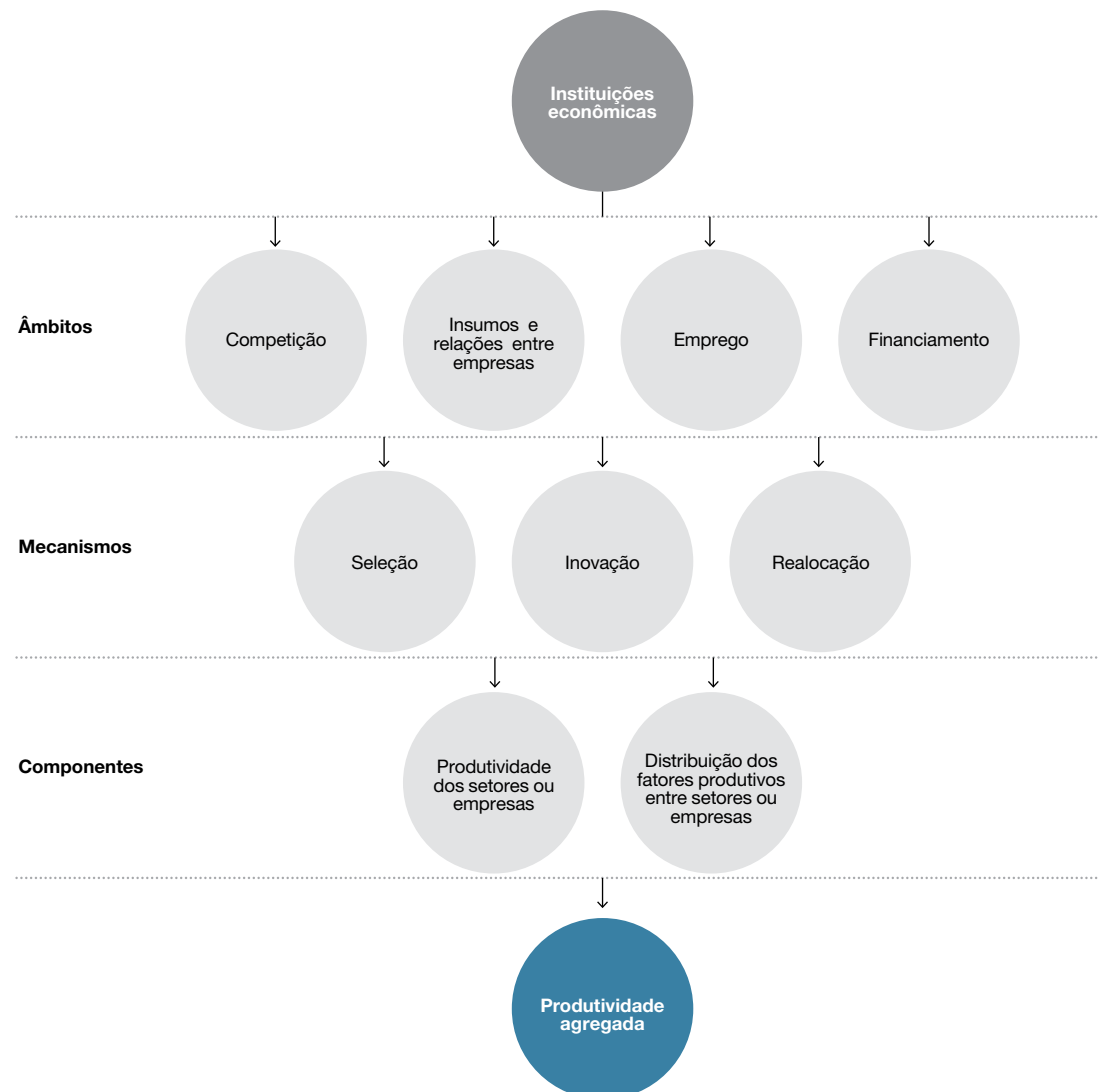 Instituições
econômicas
Âmbitos
Competição
Insumos e
relações entre
empresas
Emprego
Financiamento
Mecanismos
Seleção
Inovação
Realocação
Componentes
Produtividade
dos setores ou
empresas
Distribuição dos
fatores produtivos
entre setores ou
empresas
Produtividade
agregada